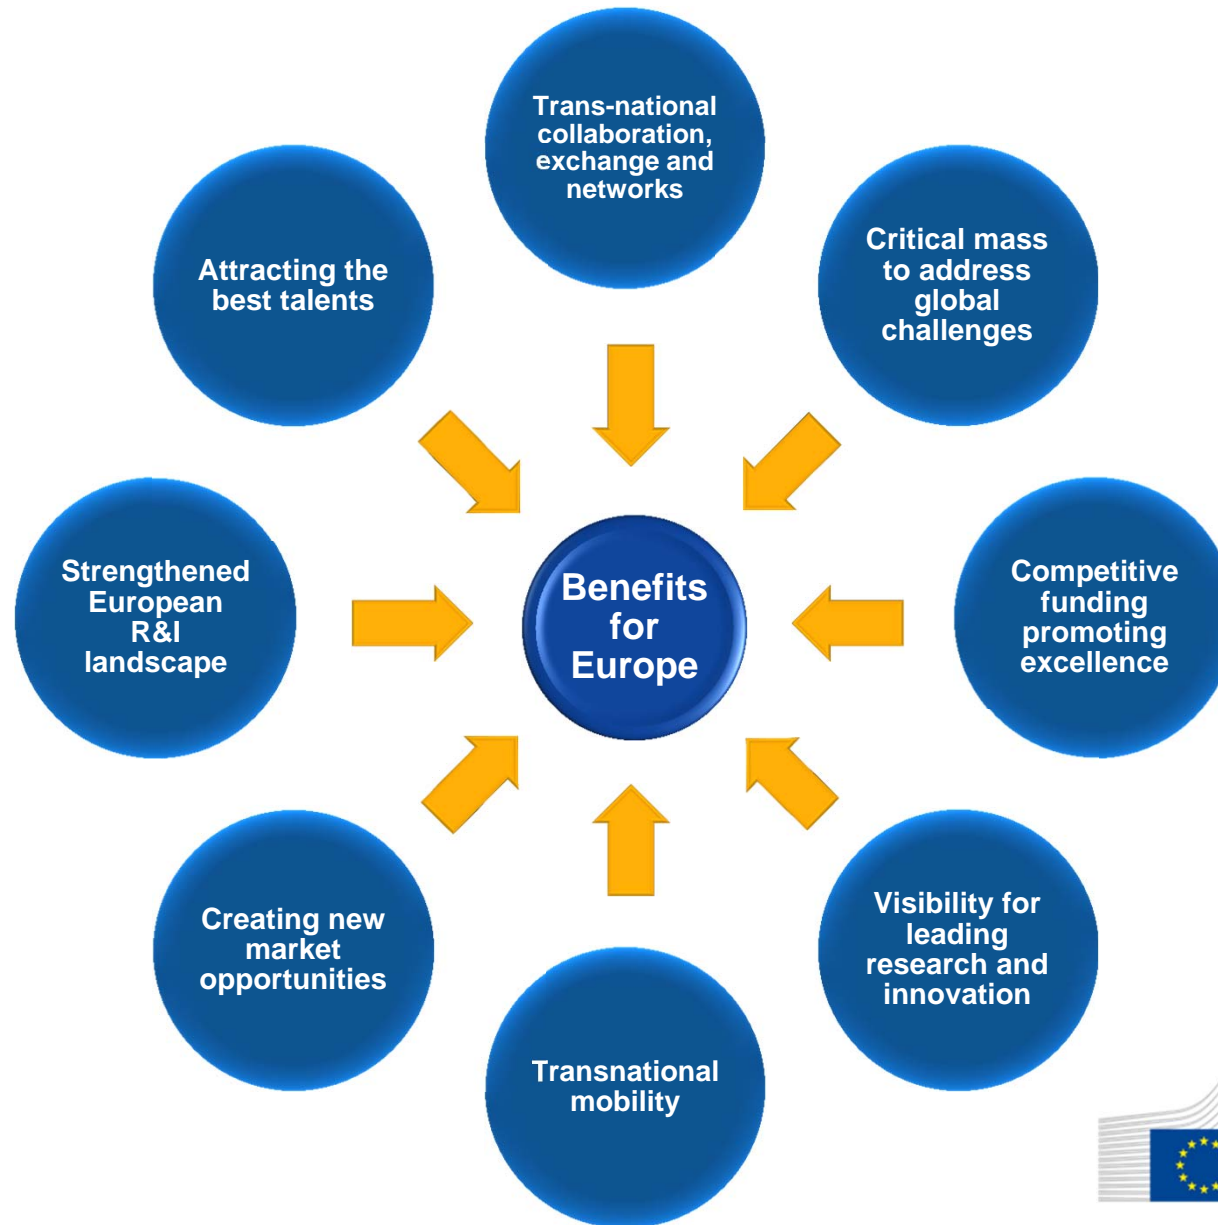 Trans-national
collaboration,
exchange and
networks
Critical mass
to address
global
challenges
Attracting the
best talents
Strengthened
European
R&I
landscape
Benefits
for
Europe
Competitive
funding
promoting
excellence
Creating new
market
opportunities
Visibility for
leading
research and
innovation
Transnational
mobility